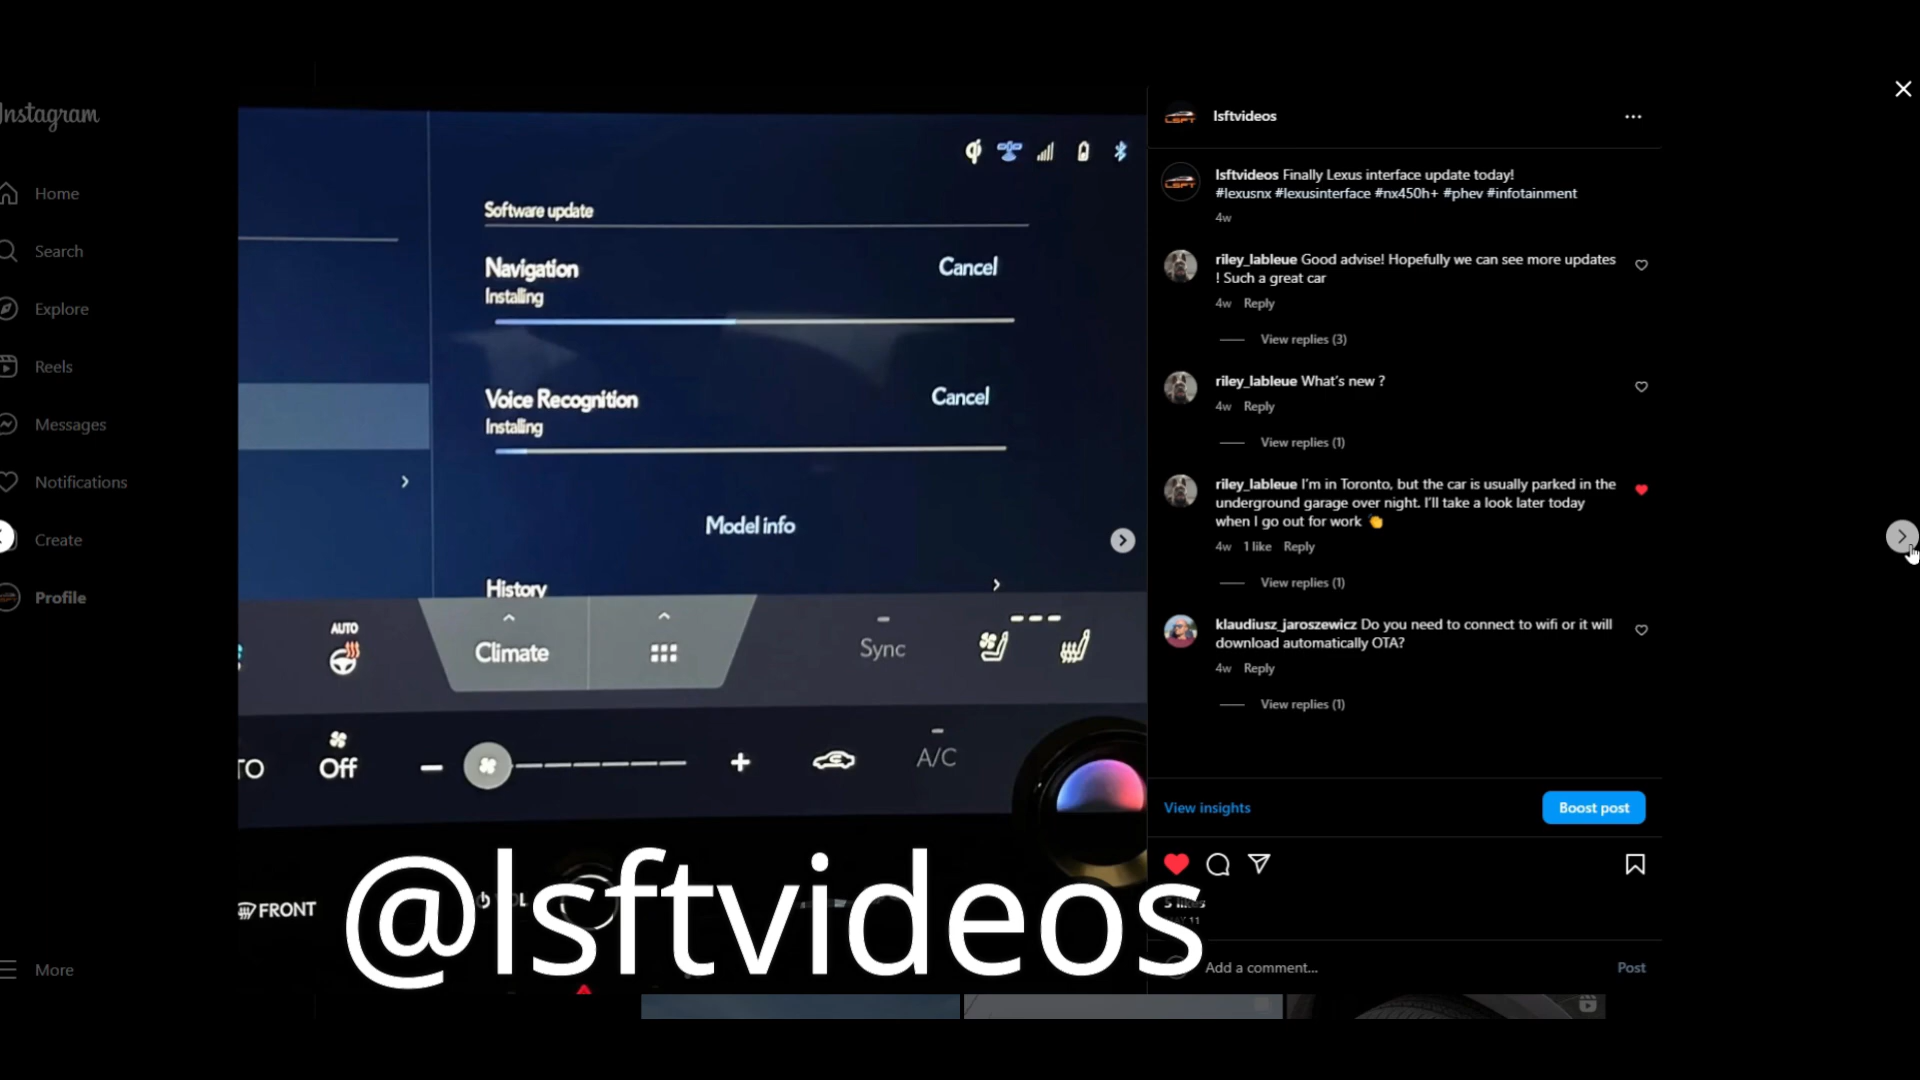 Instagram
Home
Search
Explore
Reels
Messages
Notifications
Create
Profile
More
Software update
Navigation
Cancel
Installing
Voice Recognition
Cancel
Installing
Model info
History
AUTO
Climate
Sync
TO
Off
A/C
FRONT
@lsftvideos
lsftvideos
lsftvideos Finally Lexus interface update today!
#lexusnx #lexusinterface #nx450h+ #phev #infotainment
4w
riley_lableue Good advise! Hopefully we can see more updates
! Such a great car
4w Reply
View replies (3)
riley_lableue What's new ?
4w Reply
View replies (1)
riley_lableue I'm in Toronto, but the car is usually parked in the
underground garage over night. I'll take a look later today
when I go out for work 👏
4w 1 like Reply
View replies (1)
klaudiusz_jaroszewicz Do you need to connect to wifi or it will
download automatically OTA?
4w Reply
View replies (1)
View insights
Boost post
5 likes
Add a comment...
Post